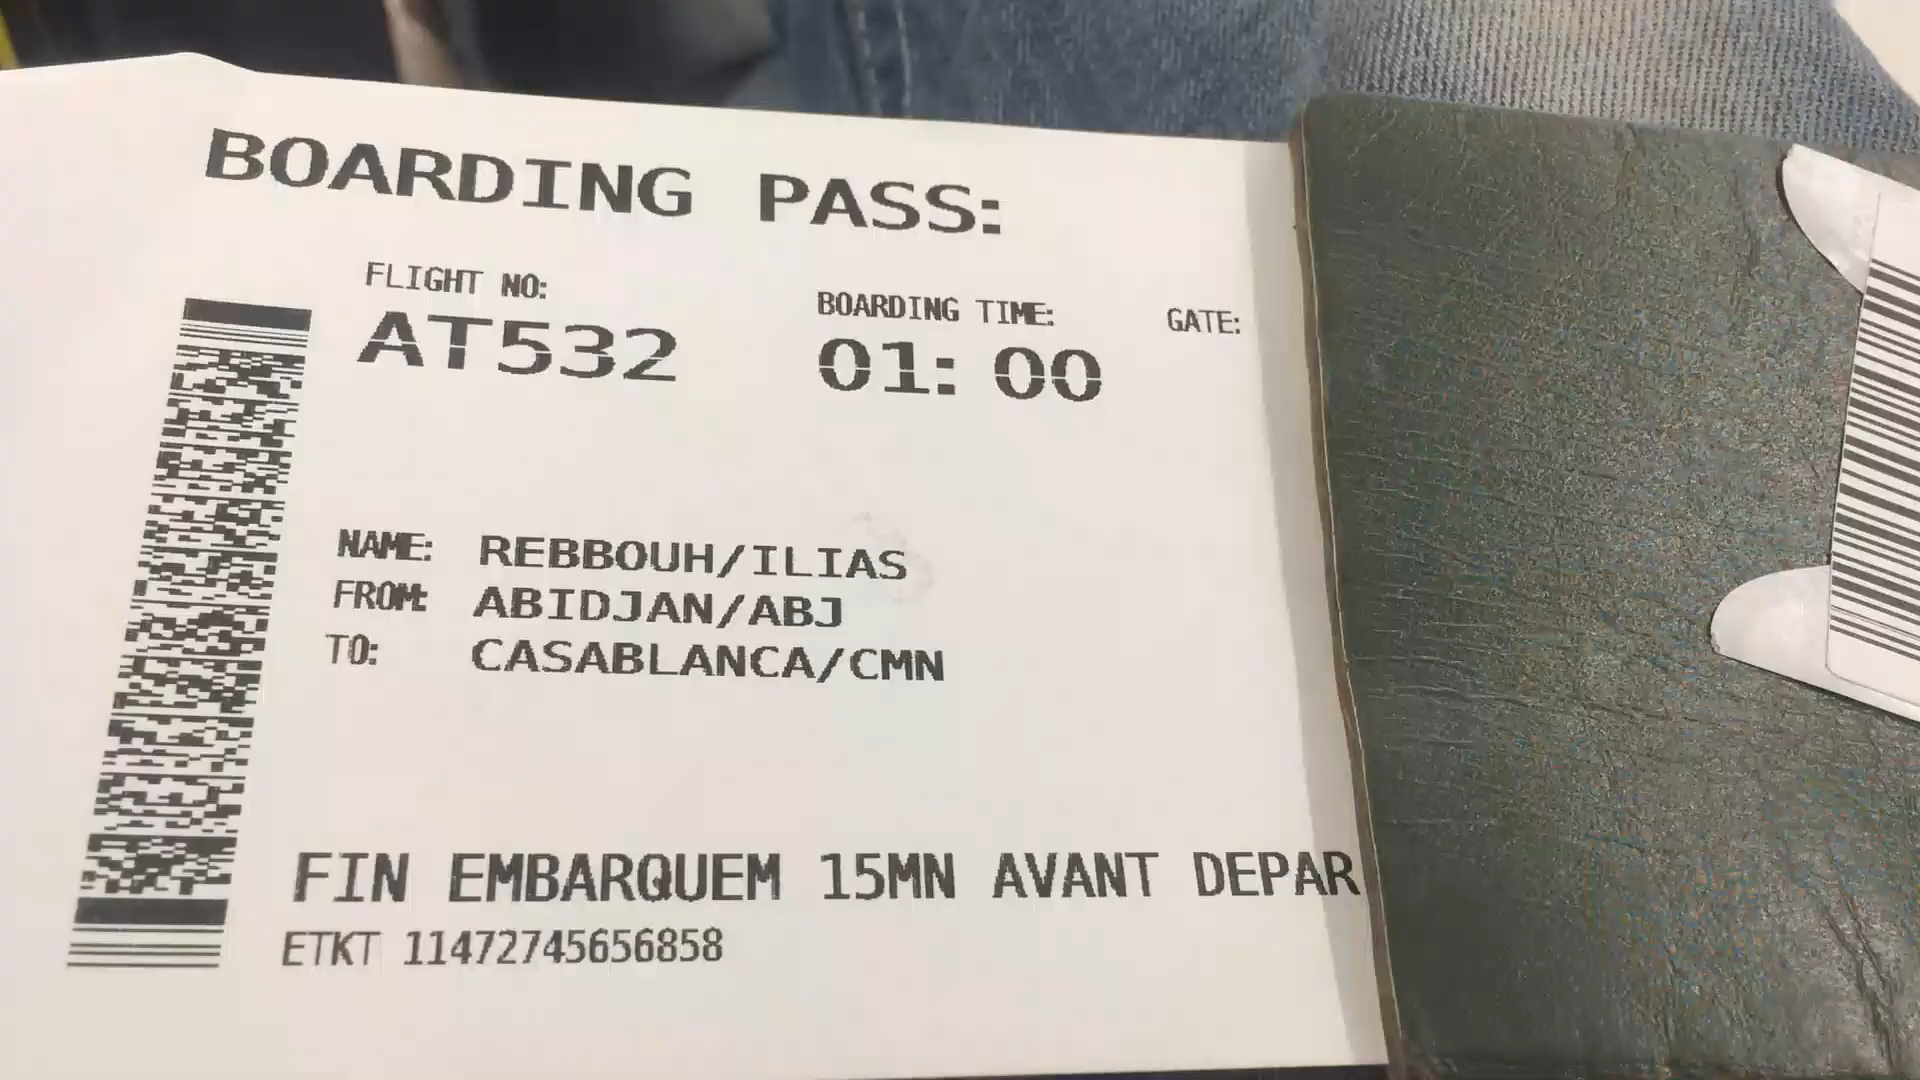 BOARDING PASS:
FLIGHT NO:
BOARDING TIME:
GATE:
AT532
01: 00
NAME: REBBOUH/ILIAS
FROM: ABIDJAN/ABJ
TO: CASABLANCA/CMN
FIN EMBARQUEM 15MN AVANT DEPAR
ETKT 11472745656858